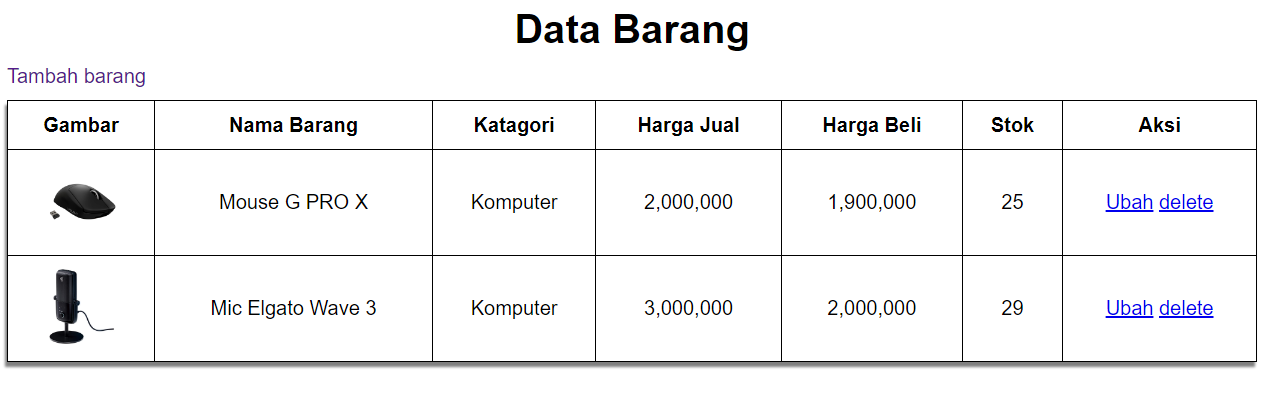 Data Barang
Tambah barang
Gambar Nama Barang Katagori Harga Jual Harga Beli Stok Aksi
Mouse G PRO X Komputer 2,000,000 1,900,000 25 Ubah delete
Mic Elgato Wave 3 Komputer 3,000,000 2,000,000 29 Ubah delete